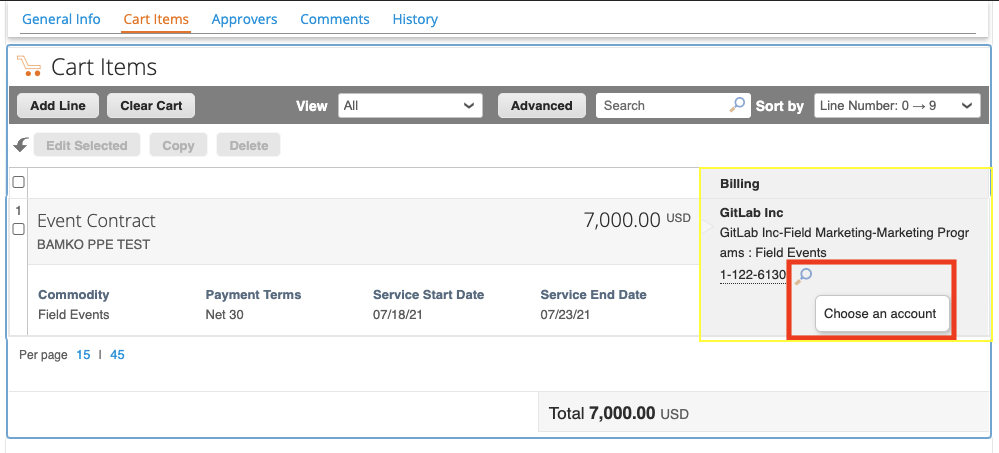 General Info Cart Items Approvers Comments History
Cart Items
Add Line Clear Cart View All Advanced Search Sort by Line Number: 0 → 9
Edit Selected Copy Delete
Billing
1
Event Contract 7,000.00 USD
BAMKO PPE TEST
GitLab Inc
GitLab Inc-Field Marketing-Marketing Progr
ams : Field Events
1-122-6130
Choose an account
Commodity Payment Terms Service Start Date Service End Date
Field Events Net 30 07/18/21 07/23/21
Per page 15 | 45
Total 7,000.00 USD